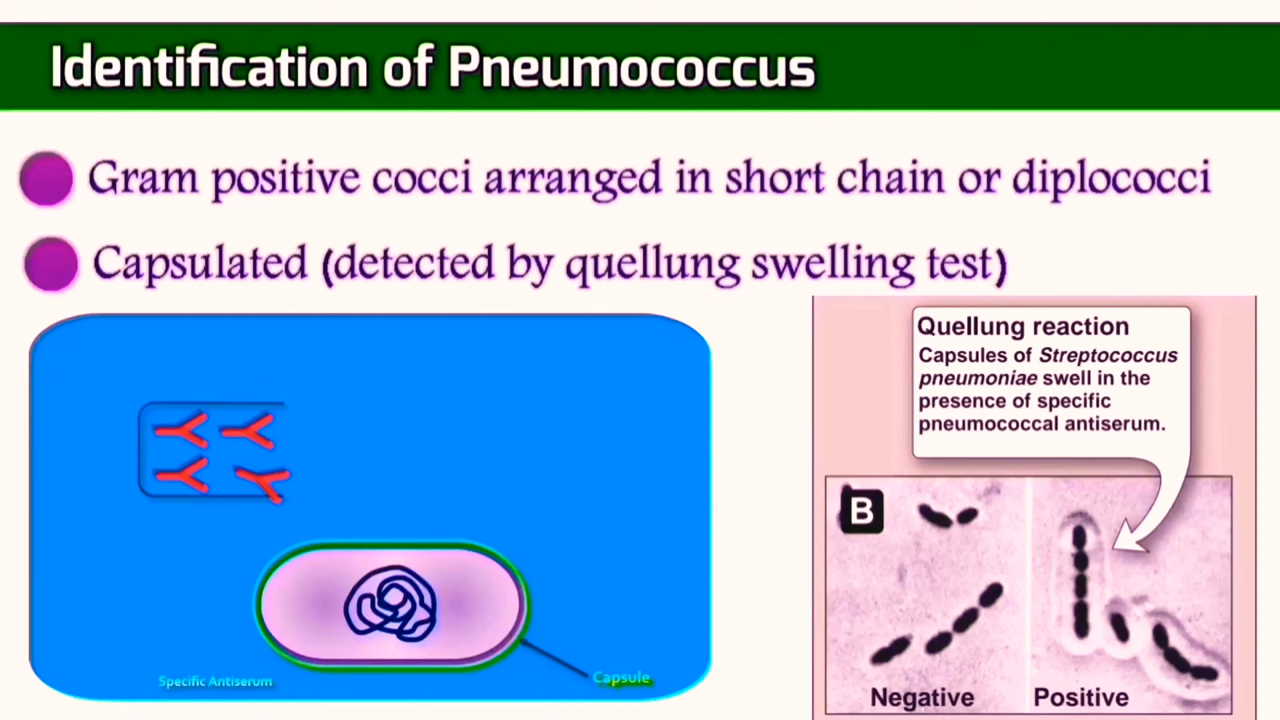 Identification of Pneumococcus
Gram positive cocci arranged in short chain or diplococci
Capsulated (detected by quellung swelling test)
Specific Antiserum
Capsule
Quellung reaction
Capsules of Streptococcus
pneumoniae swell in the
presence of specific
pneumococcal antiserum.
B
Negative
Positive